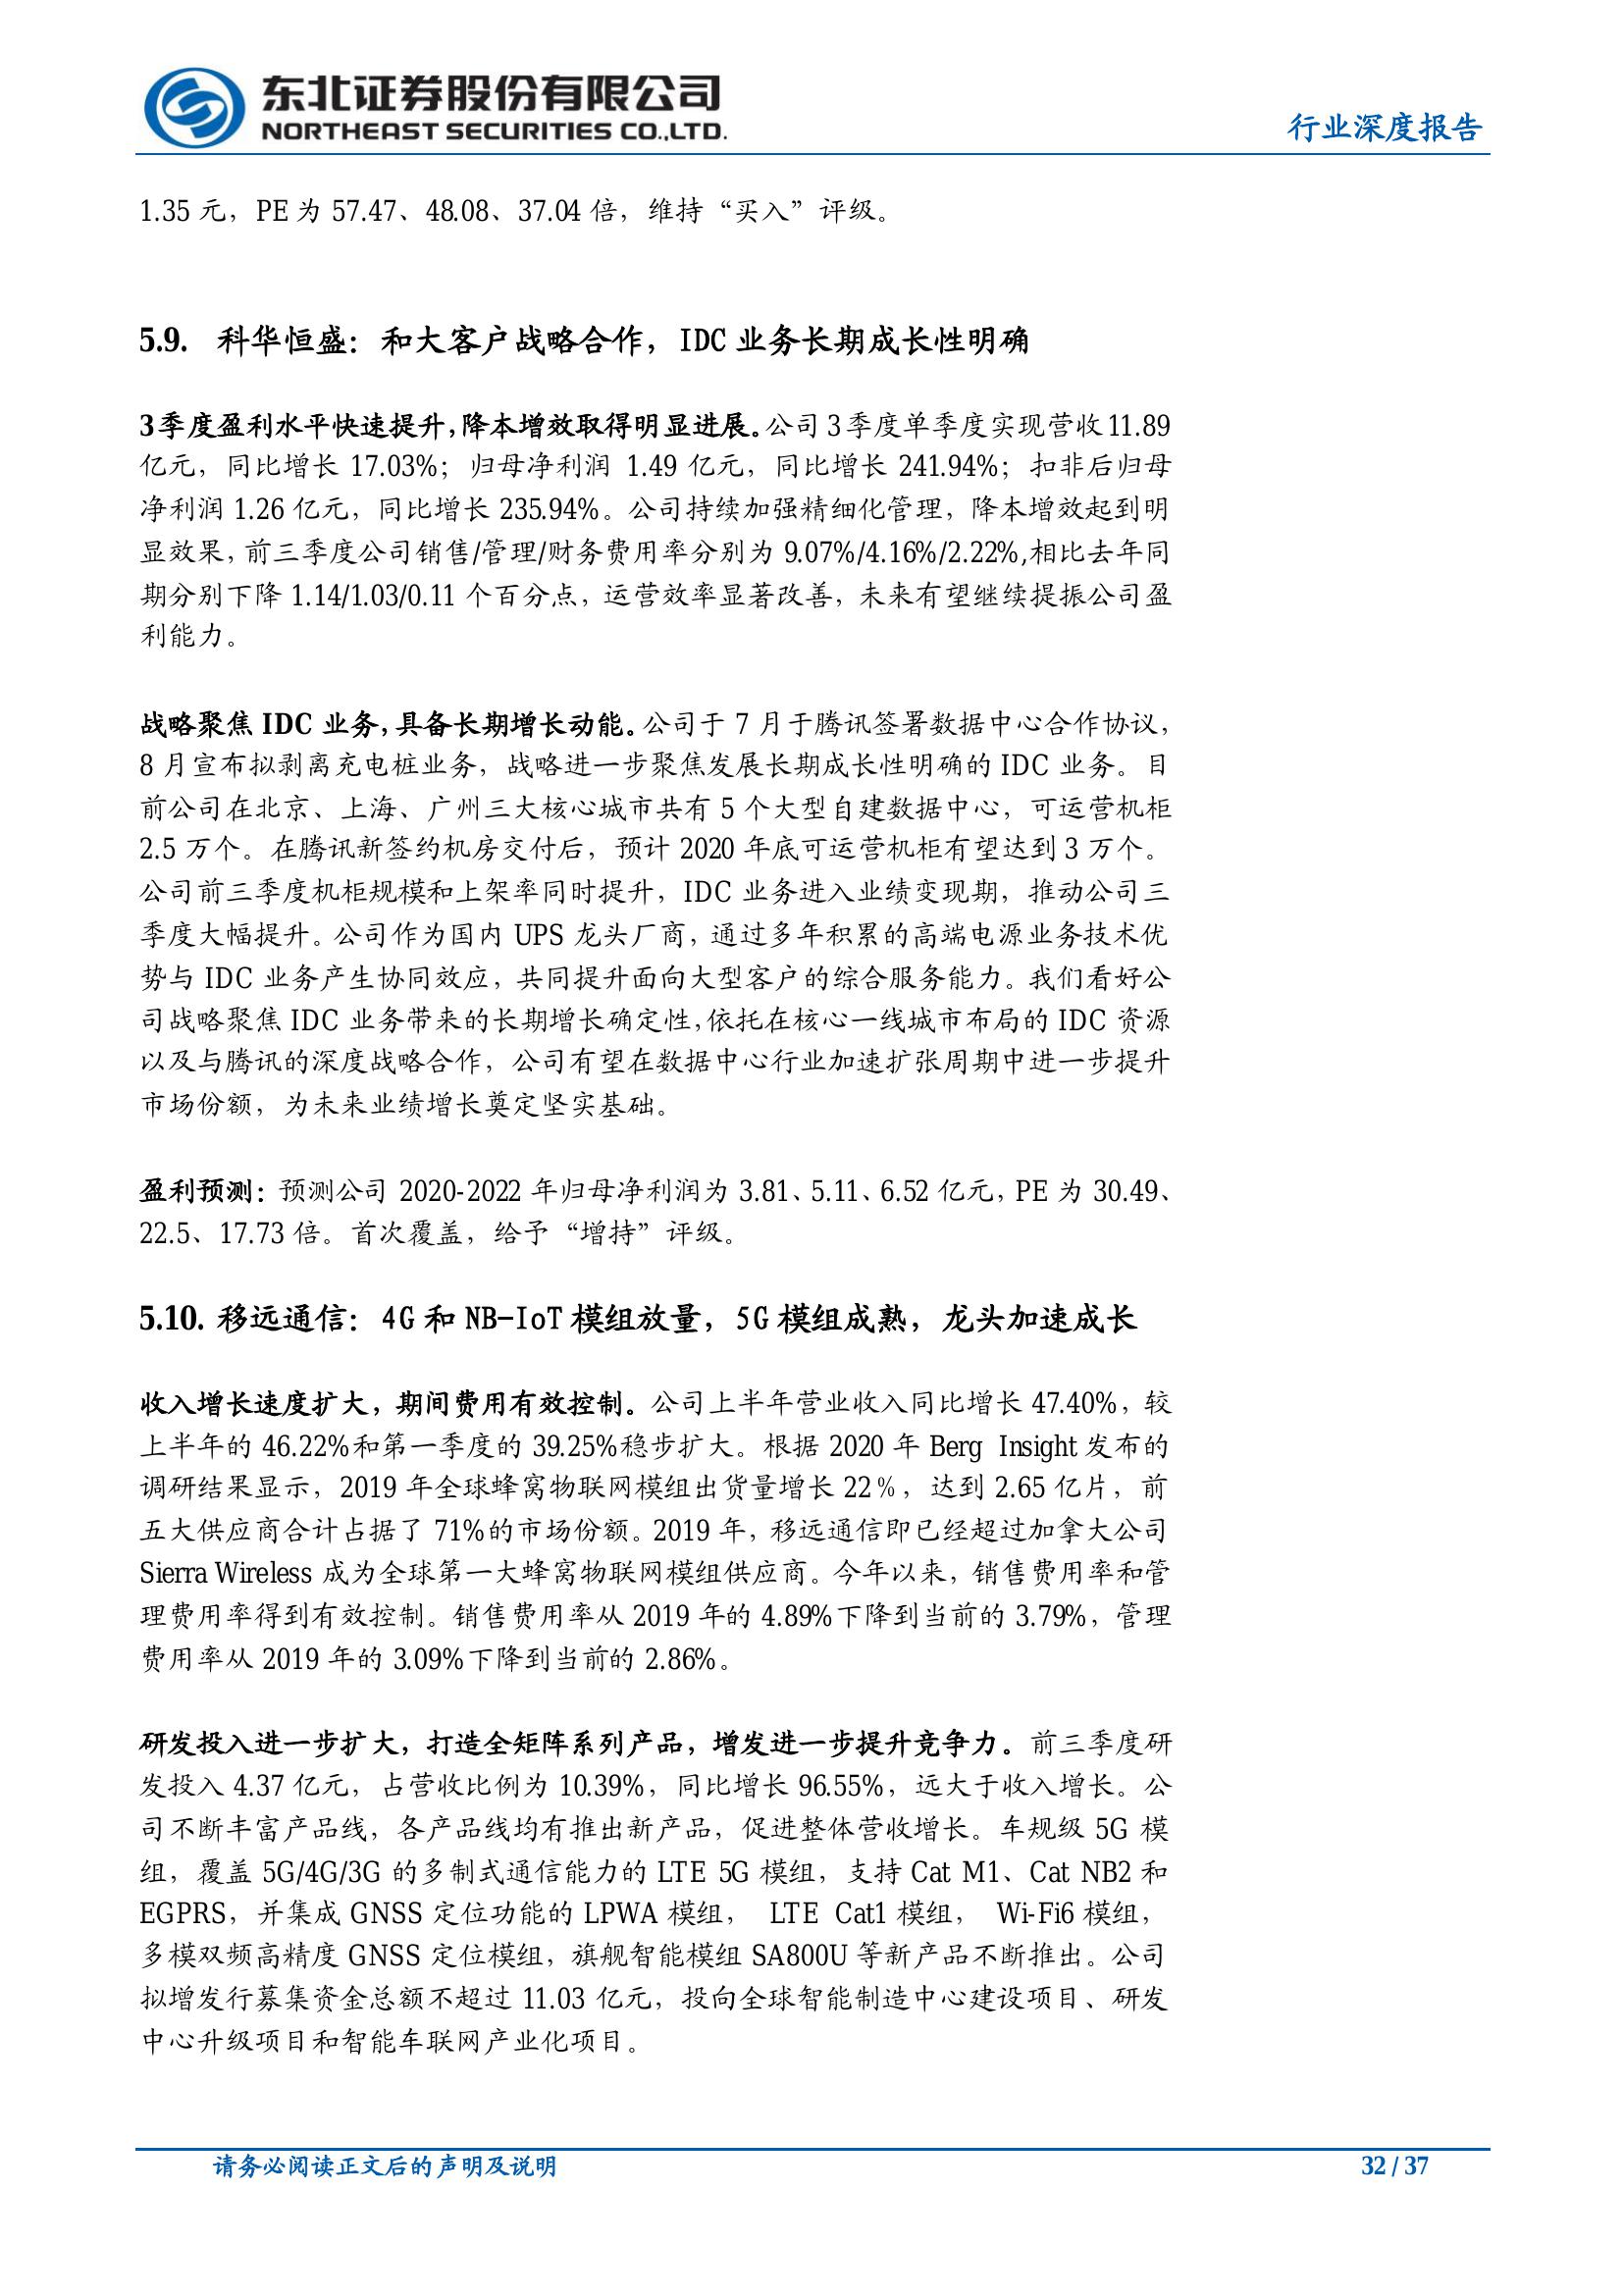 东北证券股份有限公司
NORTHEAST SECURITIES CO.,LTD.
行业深度报告
1.35 元，PE 为 57.47、48.08、37.04 倍，维持“买入”评级。
5.9. 科华恒盛：和大客户战略合作，IDC 业务长期成长性明确
3 季度盈利水平快速提升，降本增效取得明显进展。公司 3 季度单季度实现营收 11.89
亿元，同比增长 17.03%；归母净利润 1.49 亿元，同比增长 241.94%；扣非后归母
净利润 1.26 亿元，同比增长 235.94%。公司持续加强精细化管理，降本增效起到明
显效果，前三季度公司销售/管理/财务费用率分别为 9.07%/4.16%/2.22%,相比去年同
期分别下降 1.14/1.03/0.11 个百分点，运营效率显著改善，未来有望继续提振公司盈
利能力。
战略聚焦 IDC 业务，具备长期增长动能。公司于 7 月于腾讯签署数据中心合作协议，
8 月宣布拟剥离充电桩业务，战略进一步聚焦发展长期成长性明确的 IDC 业务。目
前公司在北京、上海、广州三大核心城市共有 5 个大型自建数据中心，可运营机柜
2.5 万个。在腾讯新签约机房交付后，预计 2020 年底可运营机柜有望达到 3 万个。
公司前三季度机柜规模和上架率同时提升，IDC 业务进入业绩变现期，推动公司三
季度大幅提升。公司作为国内 UPS 龙头厂商，通过多年积累的高端电源业务技术优
势与 IDC 业务产生协同效应，共同提升面向大型客户的综合服务能力。我们看好公
司战略聚焦 IDC 业务带来的长期增长确定性，依托在核心一线城市布局的 IDC 资源
以及与腾讯的深度战略合作，公司有望在数据中心行业加速扩张周期中进一步提升
市场份额，为未来业绩增长奠定坚实基础。
盈利预测：预测公司 2020-2022 年归母净利润为 3.81、5.11、6.52 亿元，PE 为 30.49、
22.5、17.73 倍。首次覆盖，给予“增持”评级。
5.10. 移远通信：4G 和 NB-IoT 模组放量，5G 模组成熟，龙头加速成长
收入增长速度扩大，期间费用有效控制。公司上半年营业收入同比增长 47.40%，较
上半年的 46.22%和第一季度的 39.25%稳步扩大。根据 2020 年 Berg Insight 发布的
调研结果显示，2019 年全球蜂窝物联网模组出货量增长 22％，达到 2.65 亿片，前
五大供应商合计占据了 71%的市场份额。2019 年，移远通信即已经超过加拿大公司
Sierra Wireless 成为全球第一大蜂窝物联网模组供应商。今年以来，销售费用率和管
理费用率得到有效控制。销售费用率从 2019 年的 4.89%下降到当前的 3.79%，管理
费用率从 2019 年的 3.09%下降到当前的 2.86%。
研发投入进一步扩大，打造全矩阵系列产品，增发进一步提升竞争力。前三季度研
发投入 4.37 亿元，占营收比例为 10.39%，同比增长 96.55%，远大于收入增长。公
司不断丰富产品线，各产品线均有推出新产品，促进整体营收增长。车规级 5G 模
组，覆盖 5G/4G/3G 的多制式通信能力的 LTE 5G 模组，支持 Cat M1、Cat NB2 和
EGPRS，并集成 GNSS 定位功能的 LPWA 模组， LTE Cat1 模组， Wi-Fi6 模组，
多模双频高精度 GNSS 定位模组，旗舰智能模组 SA800U 等新产品不断推出。公司
拟增发行募集资金总额不超过 11.03 亿元，投向全球智能制造中心建设项目、研发
中心升级项目和智能车联网产业化项目。
请务必阅读正文后的声明及说明
32 / 37